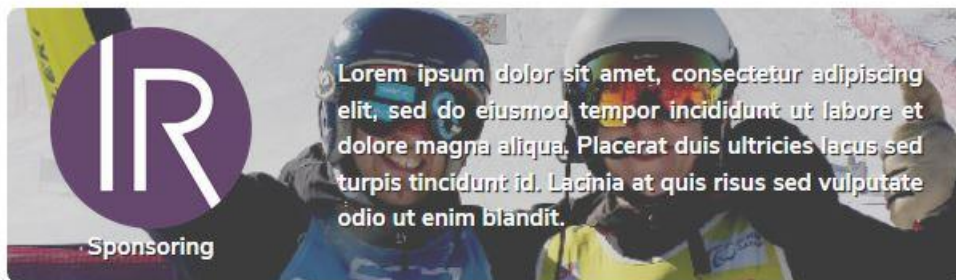 IR
Sponsoring
Lorem ipsum dolor sit amet, consectetur adipiscing
elit, sed do eiusmod tempor incididunt ut labore et
dolore magna aliqua. Placerat duis ultricies lacus sed
turpis tincidunt id. Lacinia at quis risus sed vulputate
odio ut enim blandit.